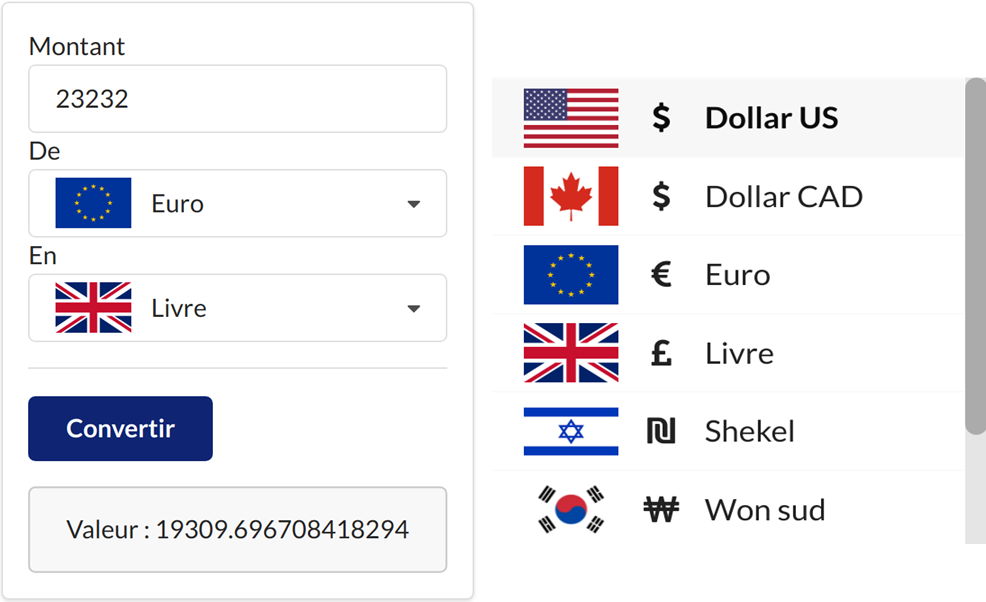 Montant
23232
De
Euro
En
Livre
Convertir
Valeur : 19309.696708418294
$ Dollar US
$ Dollar CAD
€ Euro
£ Livre
₪ Shekel
₩ Won sud